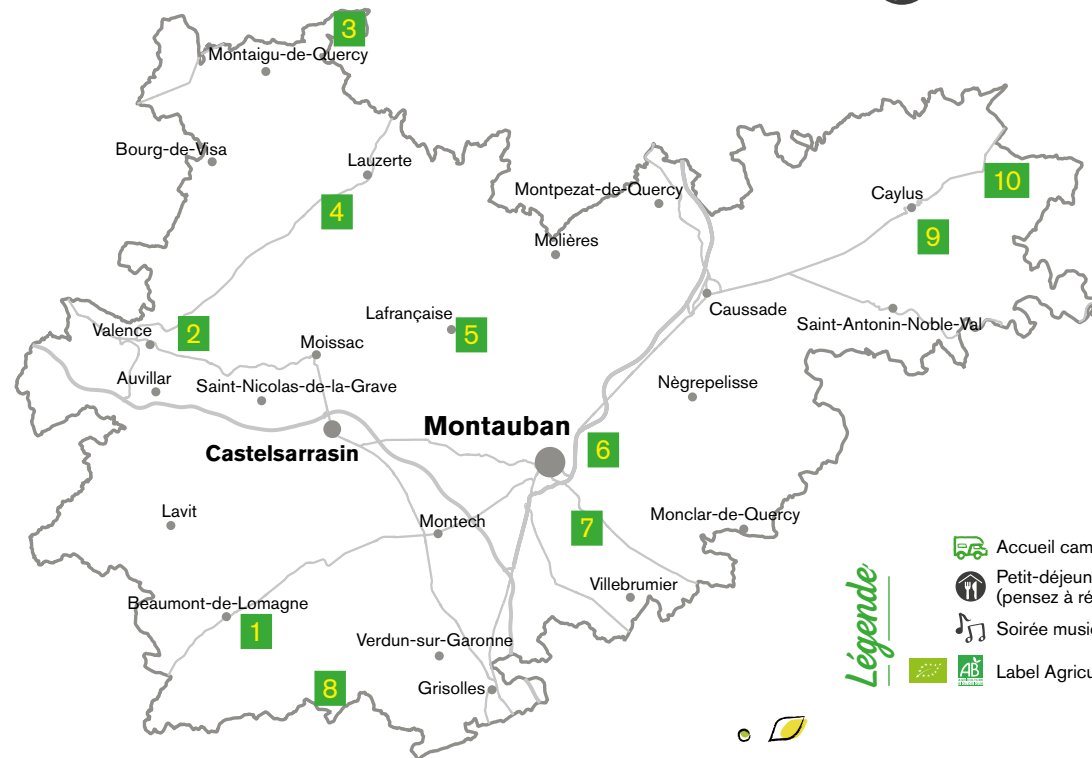 3
Montaigu-de-Quercy
Bourg-de-Visa
Lauzerte
Montpezat-de-Quercy
10
Caylus
4
9
Molières
Lafrançaise
Caussade
Saint-Antonin-Noble-Val
Valence
2
5
Moissac
Auvillar
Saint-Nicolas-de-la-Grave
Nègrepelisse
Montauban
Castelsarrasin
6
Lavit
Montech
7
Monclar-de-Quercy
Villebrumier
Beaumont-de-Lomagne
1
Verdun-sur-Garonne
8
Grisolles
Légende
Accueil cam
Petit-déjeun
(pensez à ré
Soirée music
AB
Label Agricu